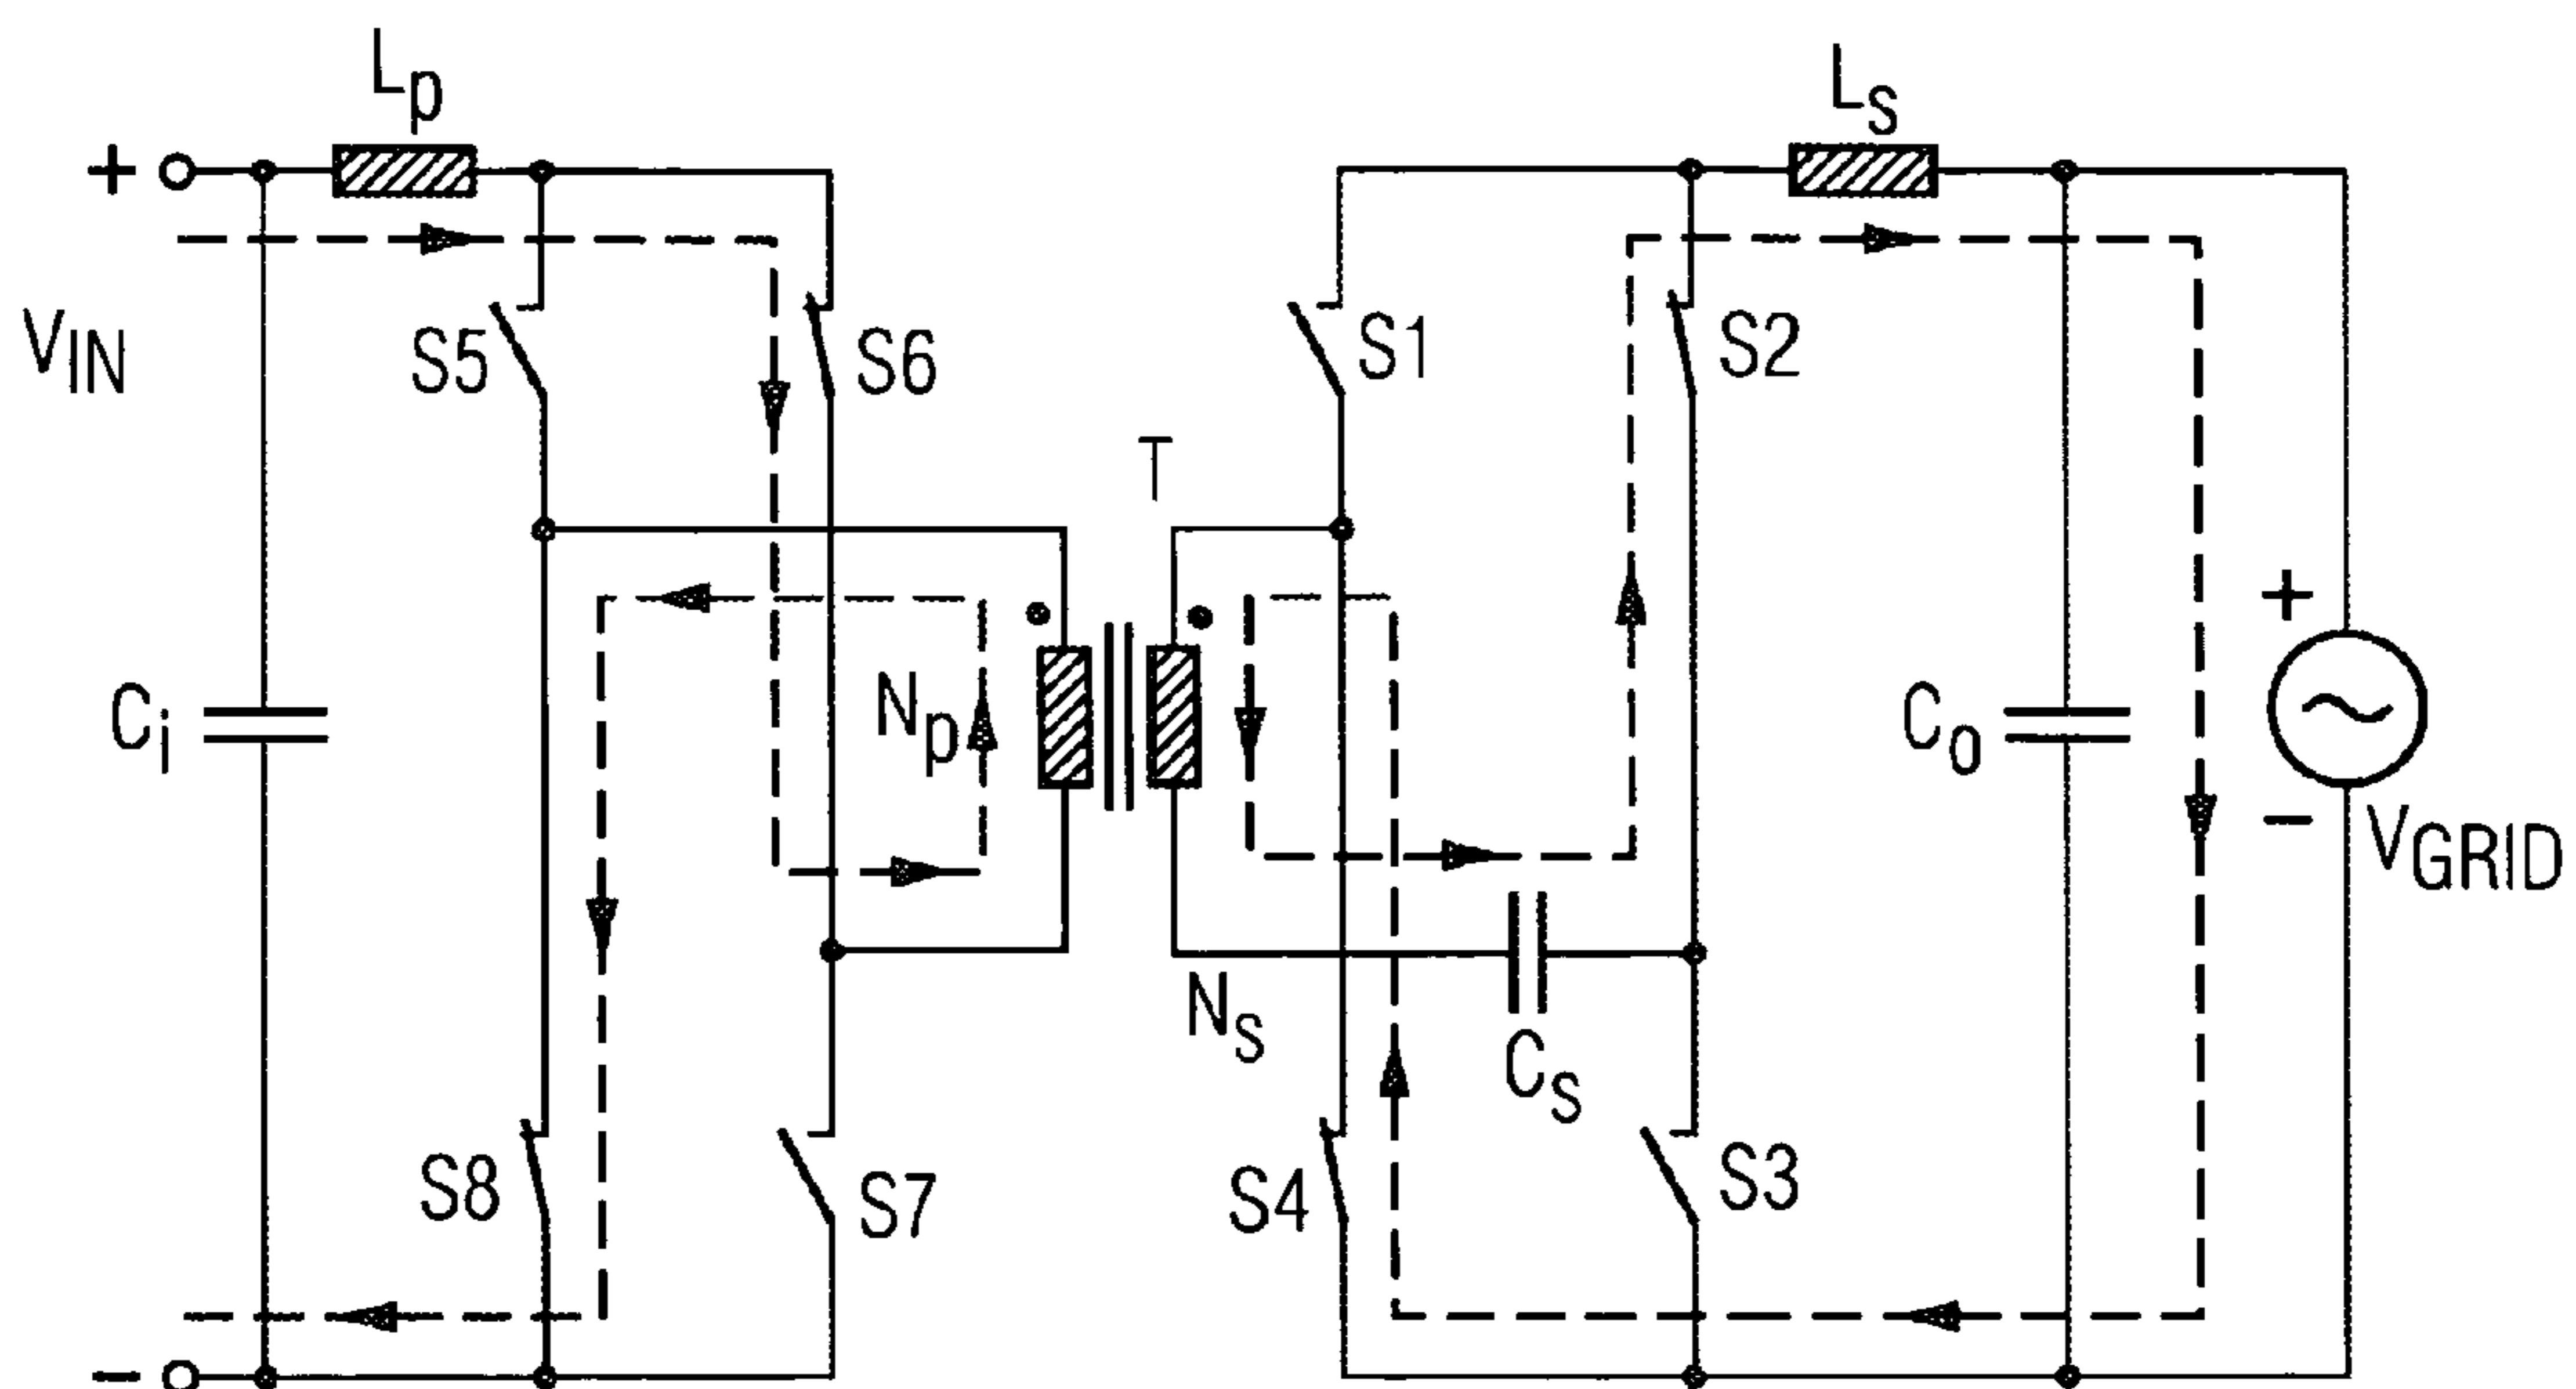 Lp
Ls
+
VIN
S5
S6
S1
S2
T
Ci
Np
Co
+
-
VGRID
Ns
Cs
S8
S7
S4
S3
-